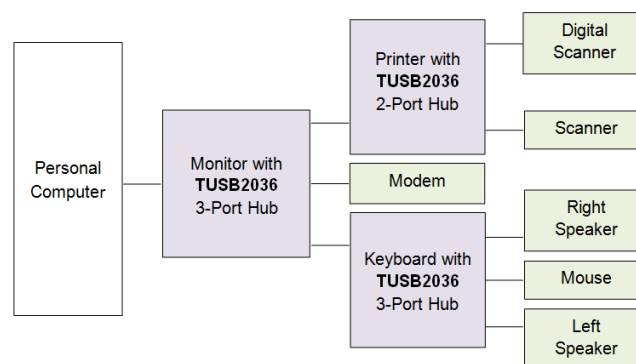 Personal
Computer
Monitor with
TUSB2036
3-Port Hub
Printer with
TUSB2036
2-Port Hub
Modem
Keyboard with
TUSB2036
3-Port Hub
Digital
Scanner
Scanner
Right
Speaker
Mouse
Left
Speaker